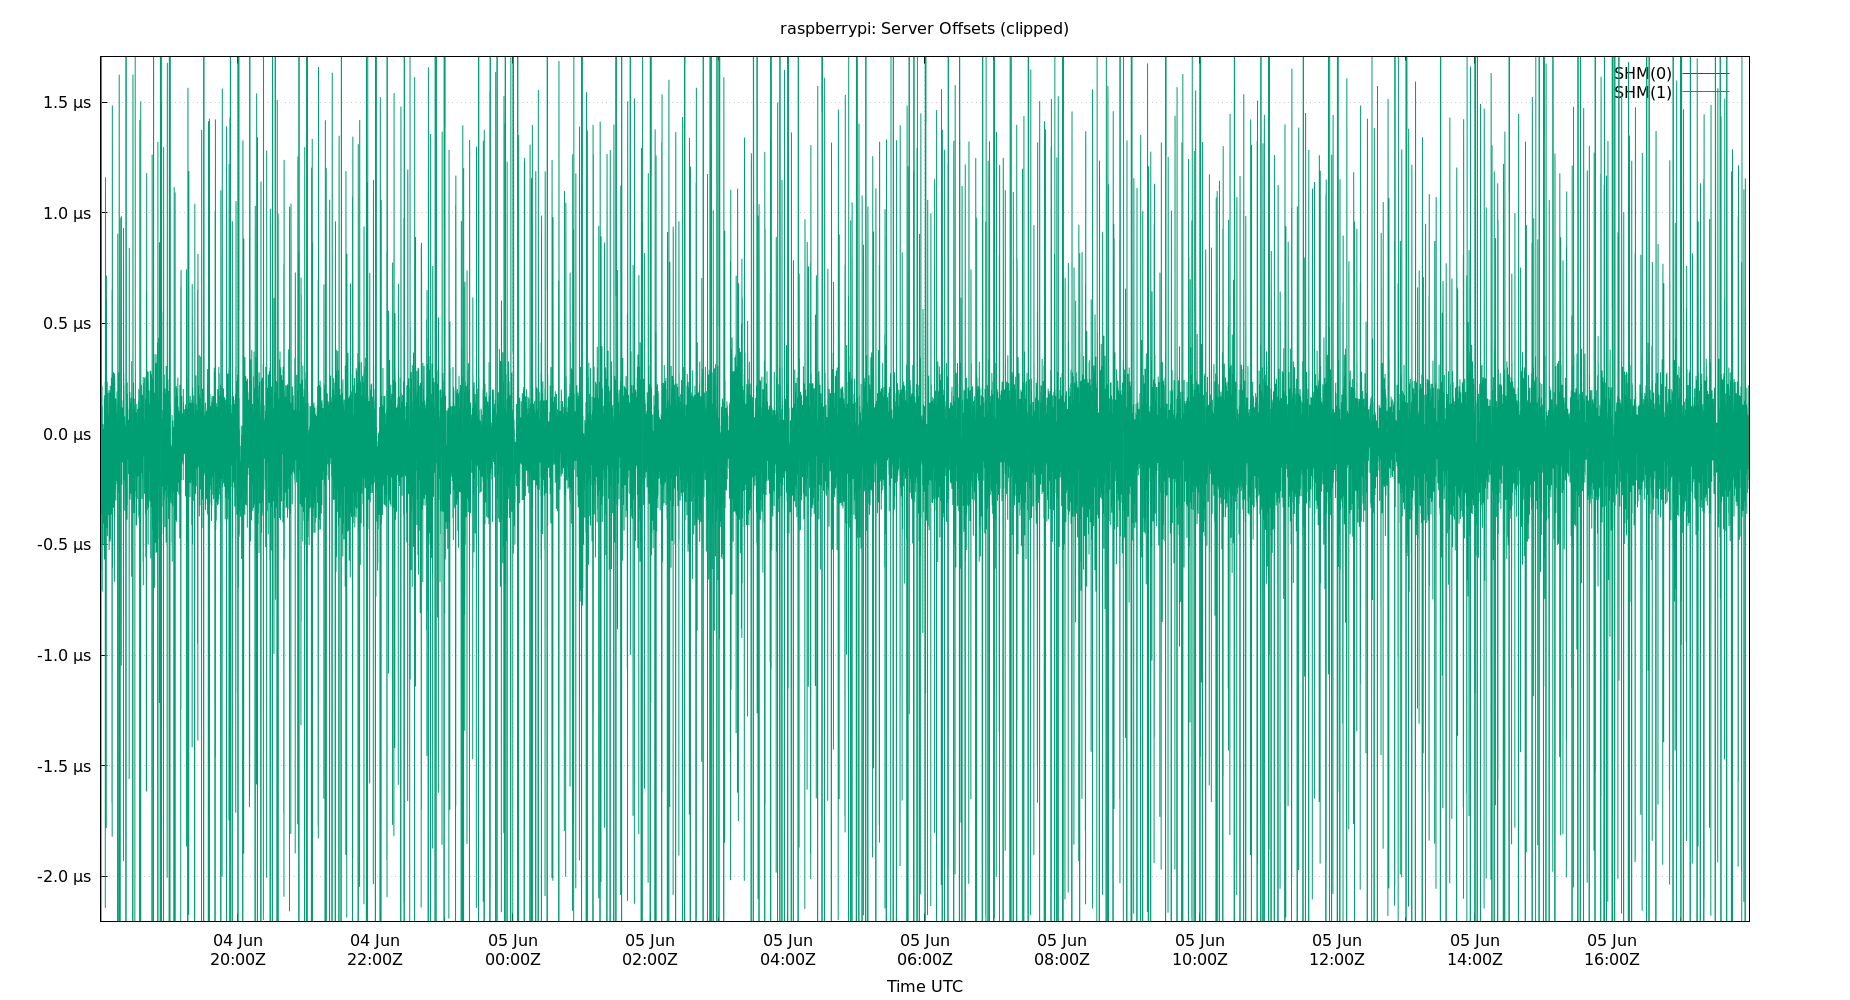 raspberrypi: Server Offsets (clipped)
SHM(0)
SHM(1)
1.5 µs
1.0 µs
0.5 µs
0.0 µs
-0.5 µs
-1.0 µs
-1.5 µs
-2.0 µs
04 Jun 04 Jun 05 Jun 05 Jun 05 Jun 05 Jun 05 Jun 05 Jun 05 Jun 05 Jun 05 Jun
20:00Z 22:00Z 00:00Z 02:00Z 04:00Z 06:00Z 08:00Z 10:00Z 12:00Z 14:00Z 16:00Z
Time UTC